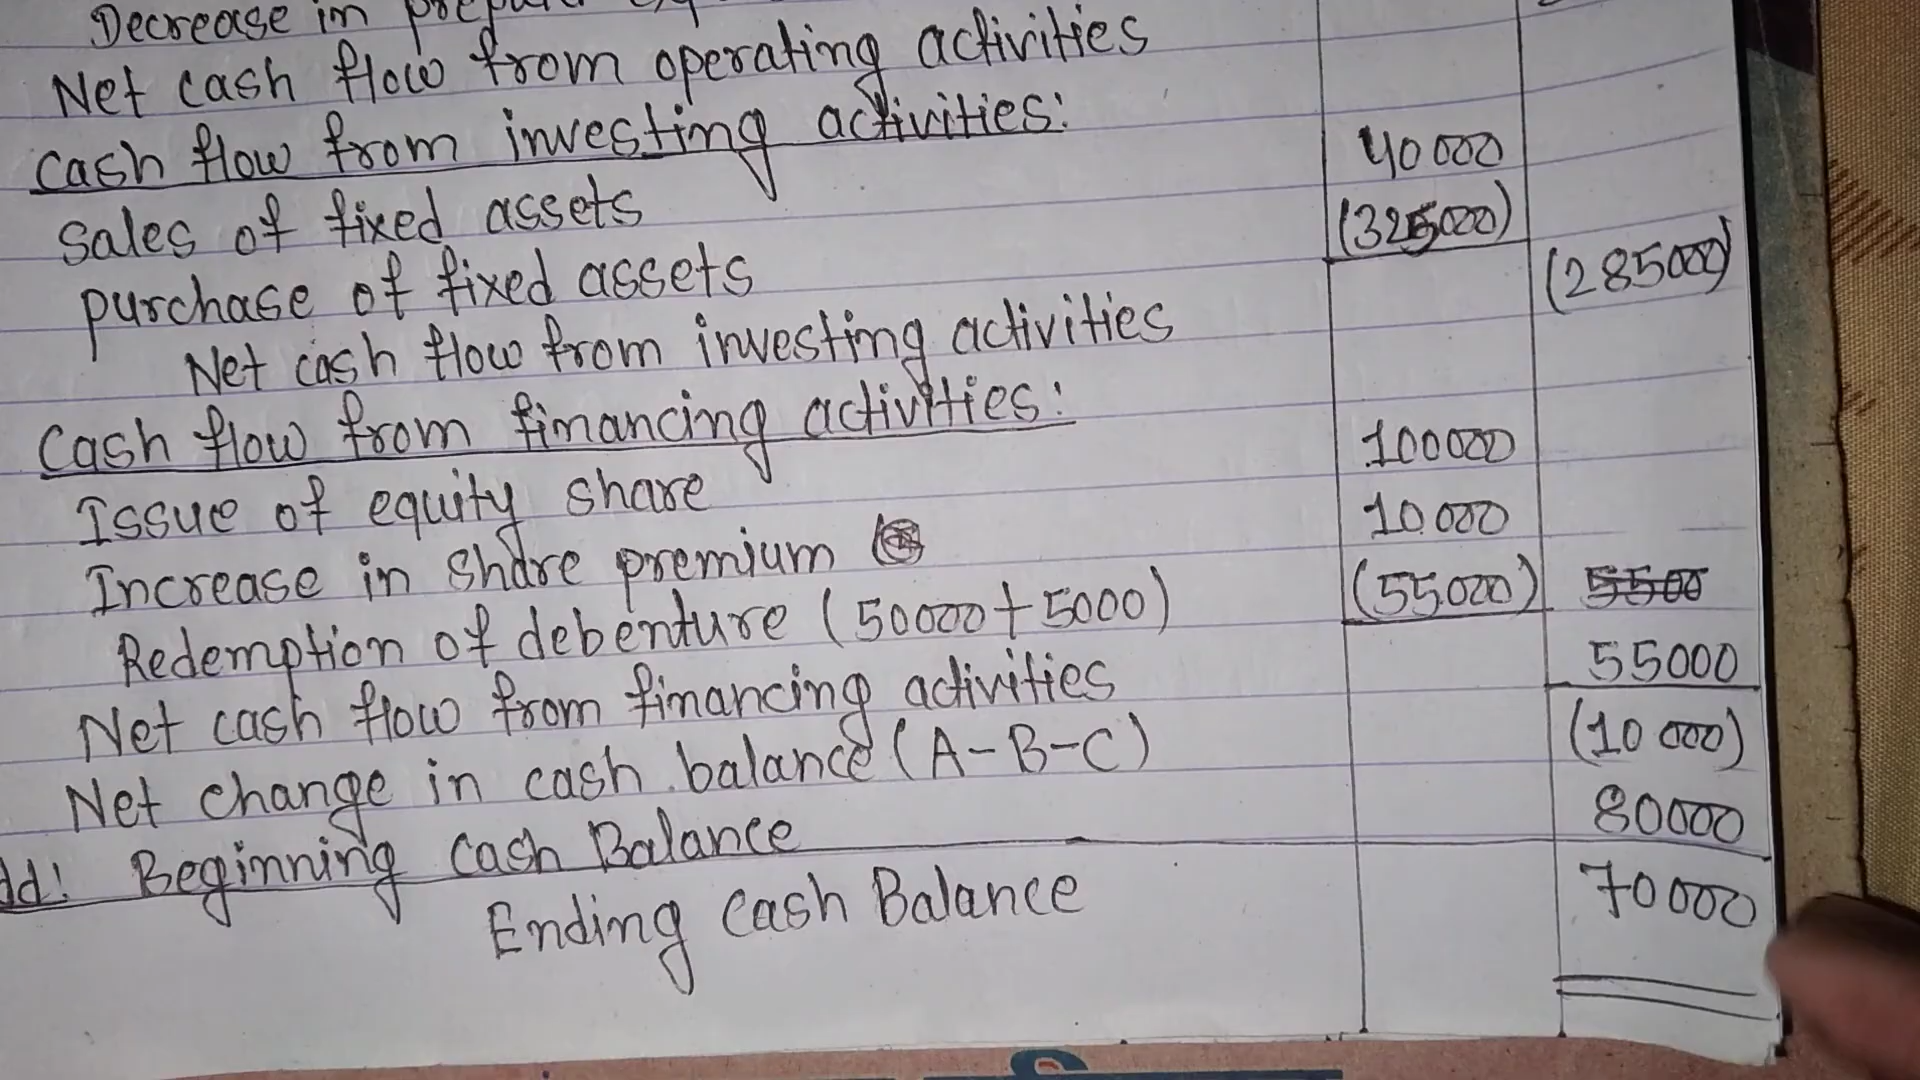 Decrease in
Net cash flow from operating activities
Cash flow from investing activities:
Sales of fixed assets 40000
purchase of fixed assets (325000)
Net cash flow from investing activities (285000)
Cash flow from financing activities:
Issue of equity share 100000
Increase in share premium 10000
Redemption of debenture (50000+5000) (55000) 5500
Net cash flow from financing activities 55000
Net change in cash balance (A-B-C) (10000)
dd: Beginning Cash Balance 80000
Ending Cash Balance 70000